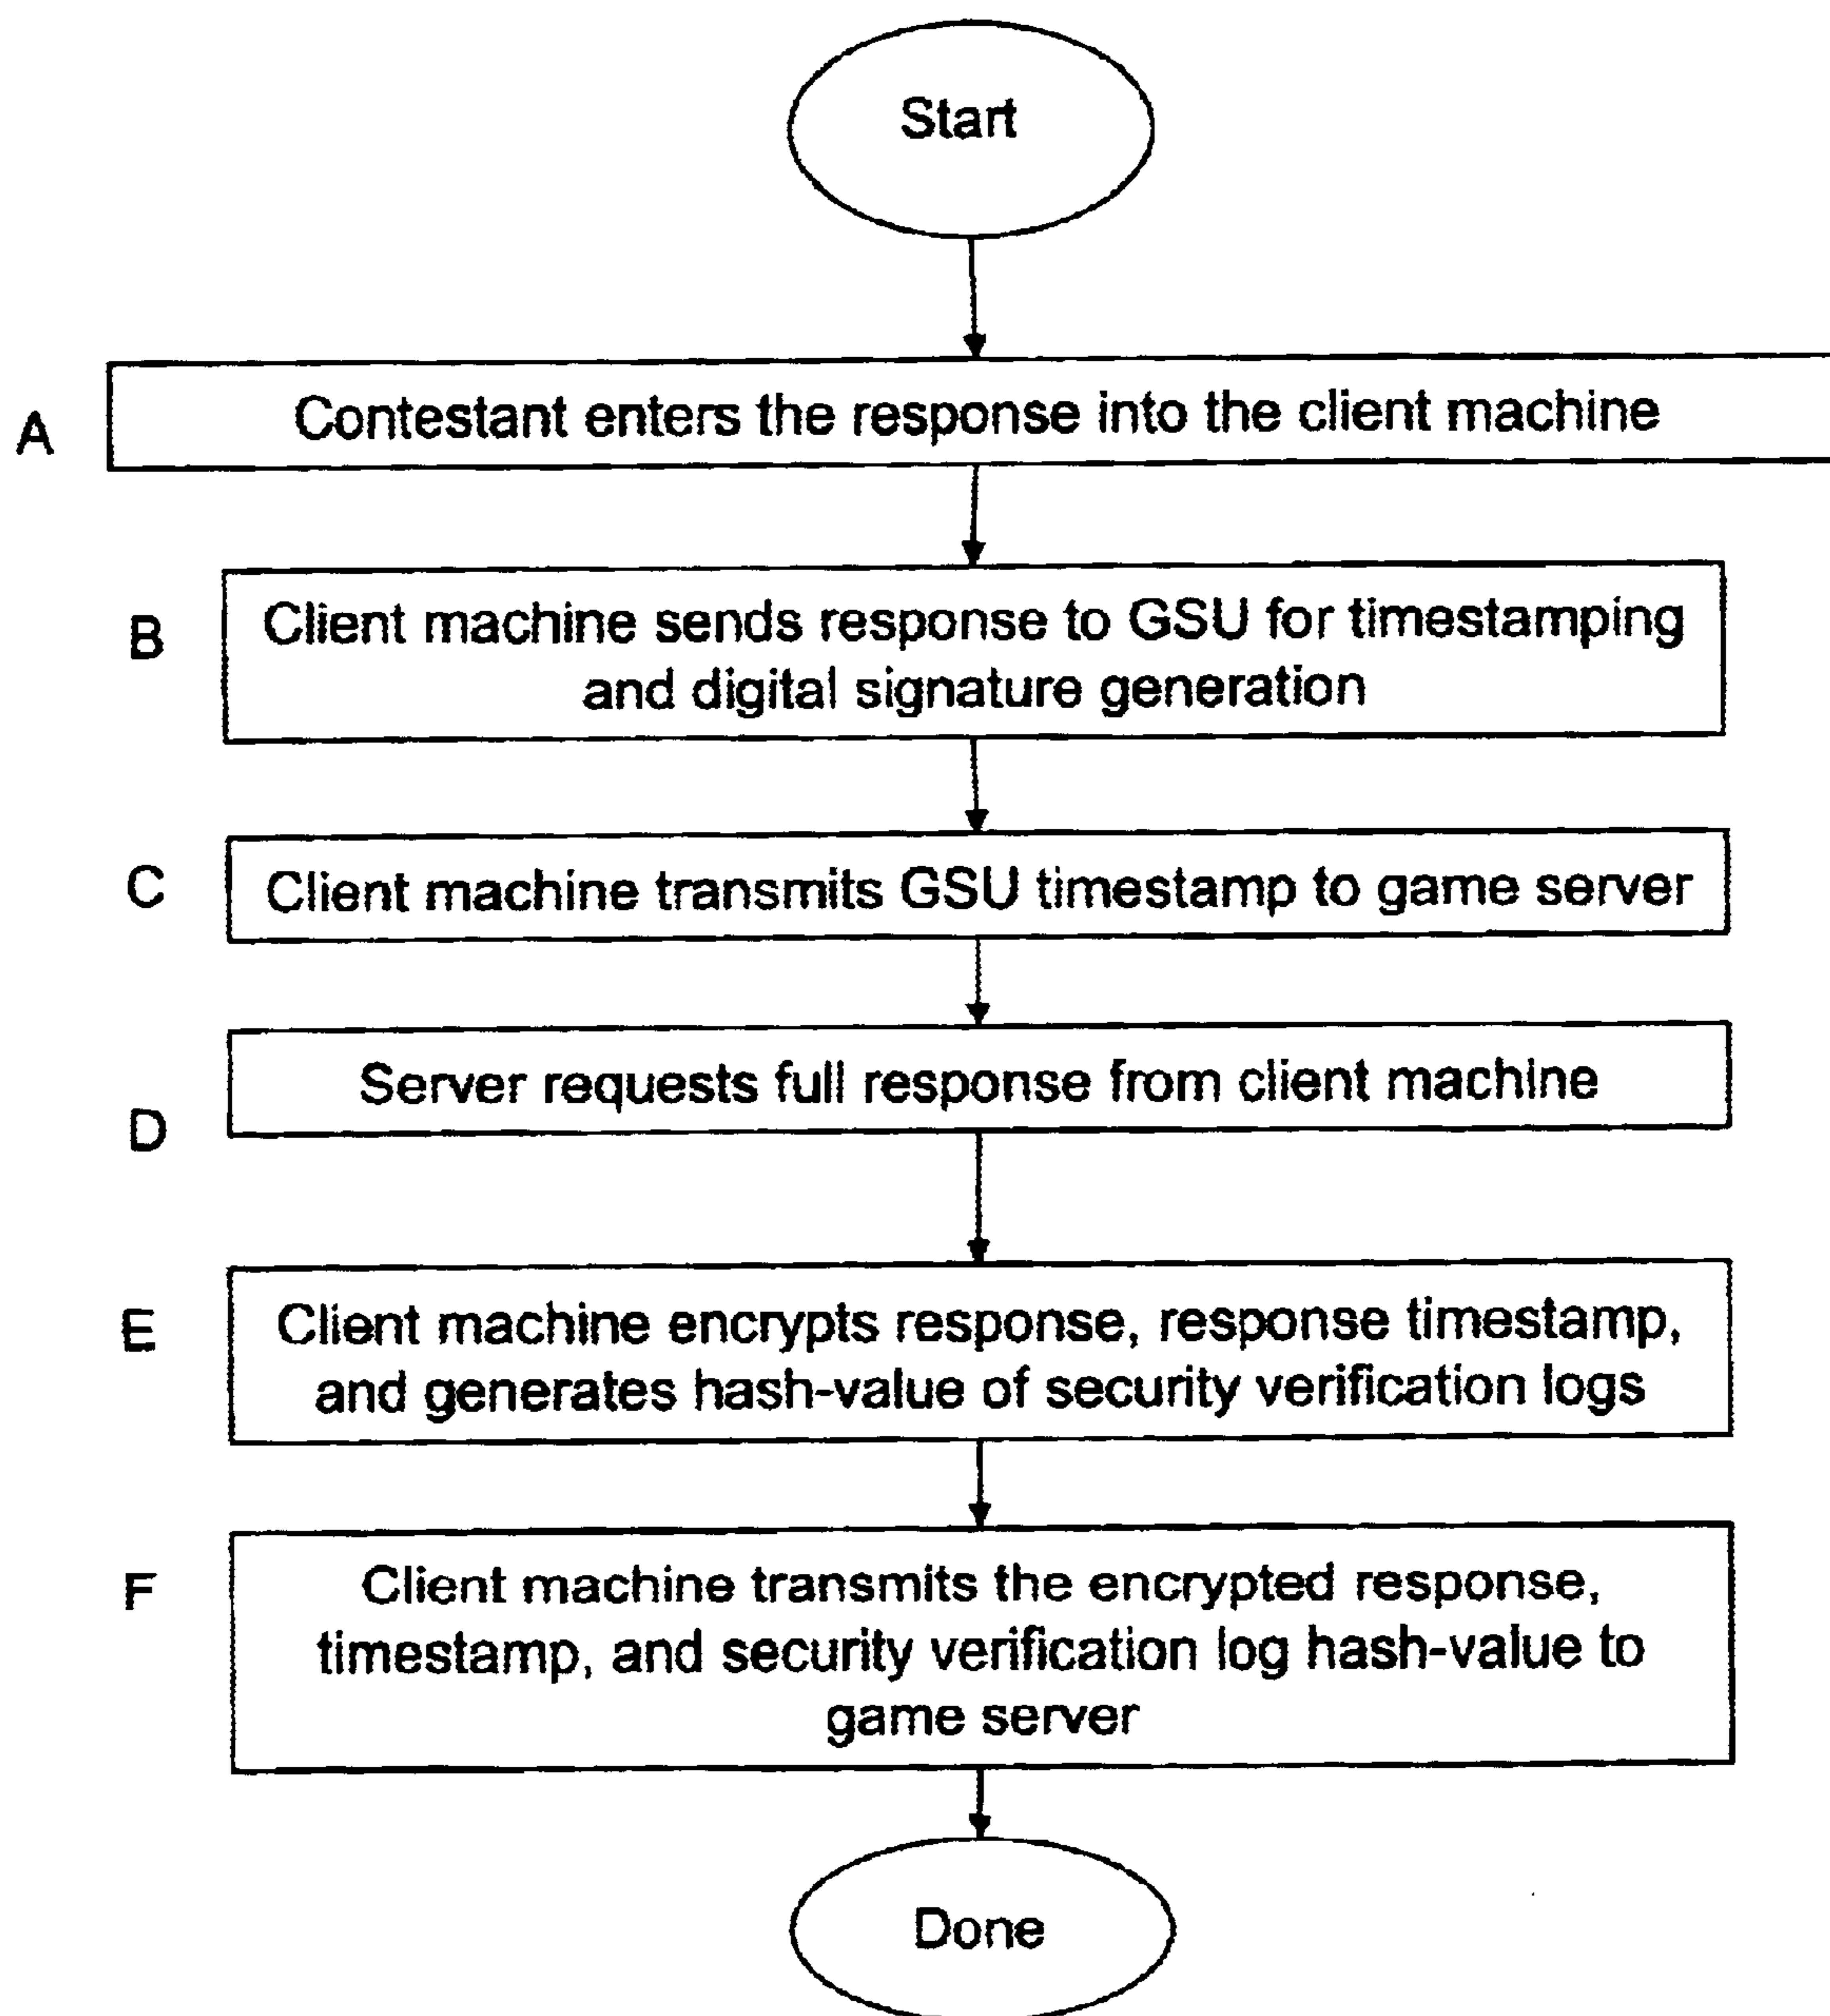 Start
A
Contestant enters the response into the client machine
B
Client machine sends response to GSU for timestamping
and digital signature generation
C
Client machine transmits GSU timestamp to game server
D
Server requests full response from client machine
E
Client machine encrypts response, response timestamp,
and generates hash-value of security verification logs
F
Client machine transmits the encrypted response,
timestamp, and security verification log hash-value to
game server
Done